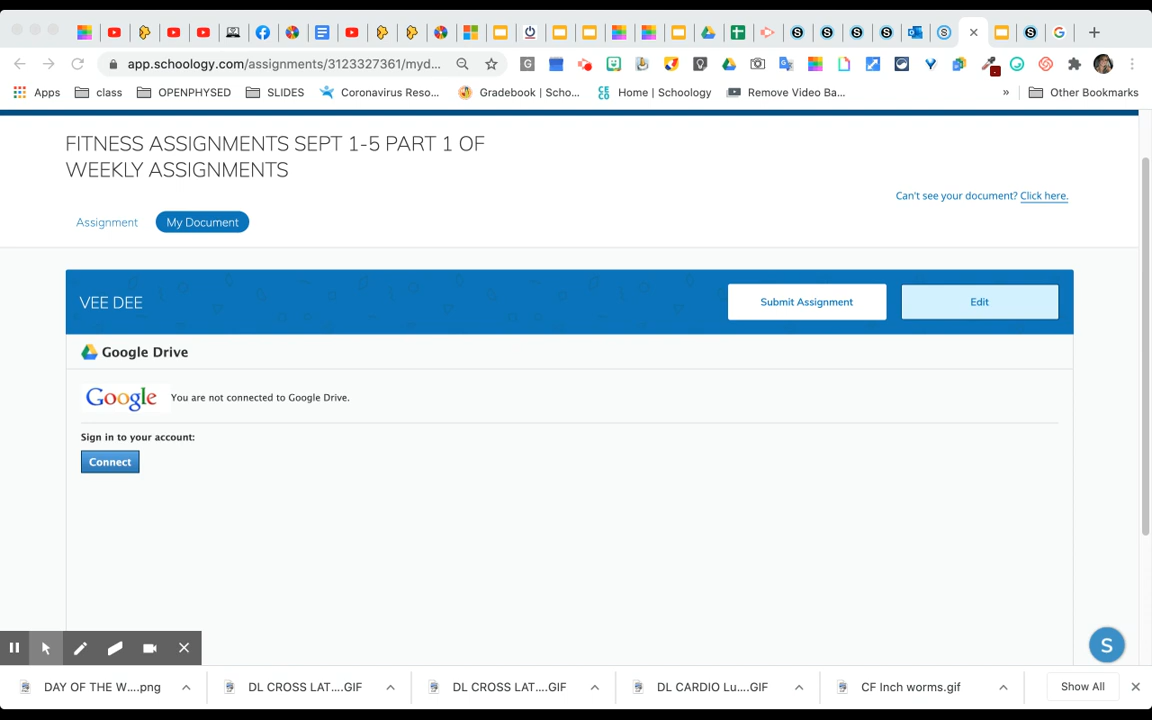 app.schoology.com/assignments/3123327361/myd...
Apps class OPENPHYSED SLIDES Coronavirus Reso... Gradebook | Scho... Home | Schoology Remove Video Ba... » Other Bookmarks
FITNESS ASSIGNMENTS SEPT 1-5 PART 1 OF
WEEKLY ASSIGNMENTS
Can't see your document? Click here.
Assignment My Document
VEE DEE Submit Assignment Edit
Google Drive
Google You are not connected to Google Drive.
Sign in to your account:
Connect
S
DAY OF THE W....png DL CROSS LAT....GIF DL CROSS LAT....GIF DL CARDIO Lu....GIF CF Inch worms.gif Show All